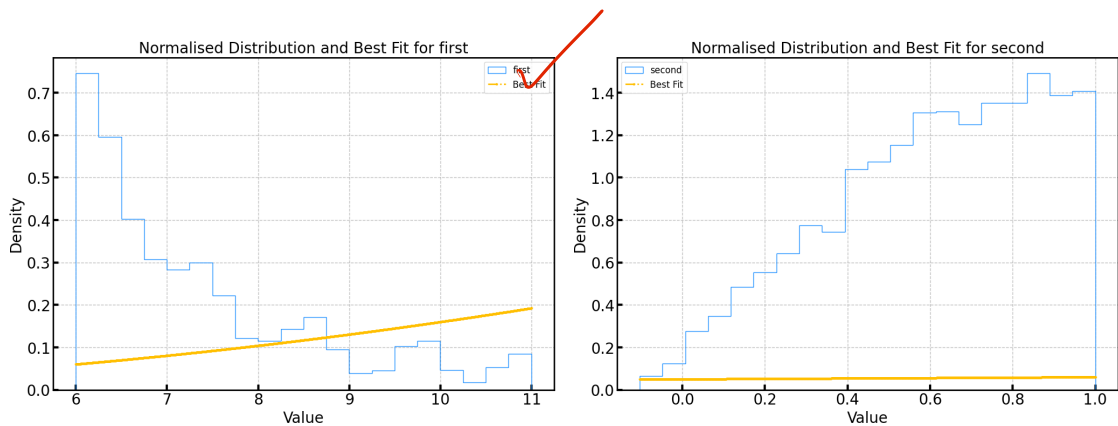 Normalised Distribution and Best Fit for first
first
Best Fit
0.7
0.6
0.5
0.4
0.3
0.2
0.1
0.0
Density
6
7
8
9
10
11
Value
Normalised Distribution and Best Fit for second
second
Best Fit
1.4
1.2
1.0
0.8
0.6
0.4
0.2
0.0
Density
0.0
0.2
0.4
0.6
0.8
1.0
Value